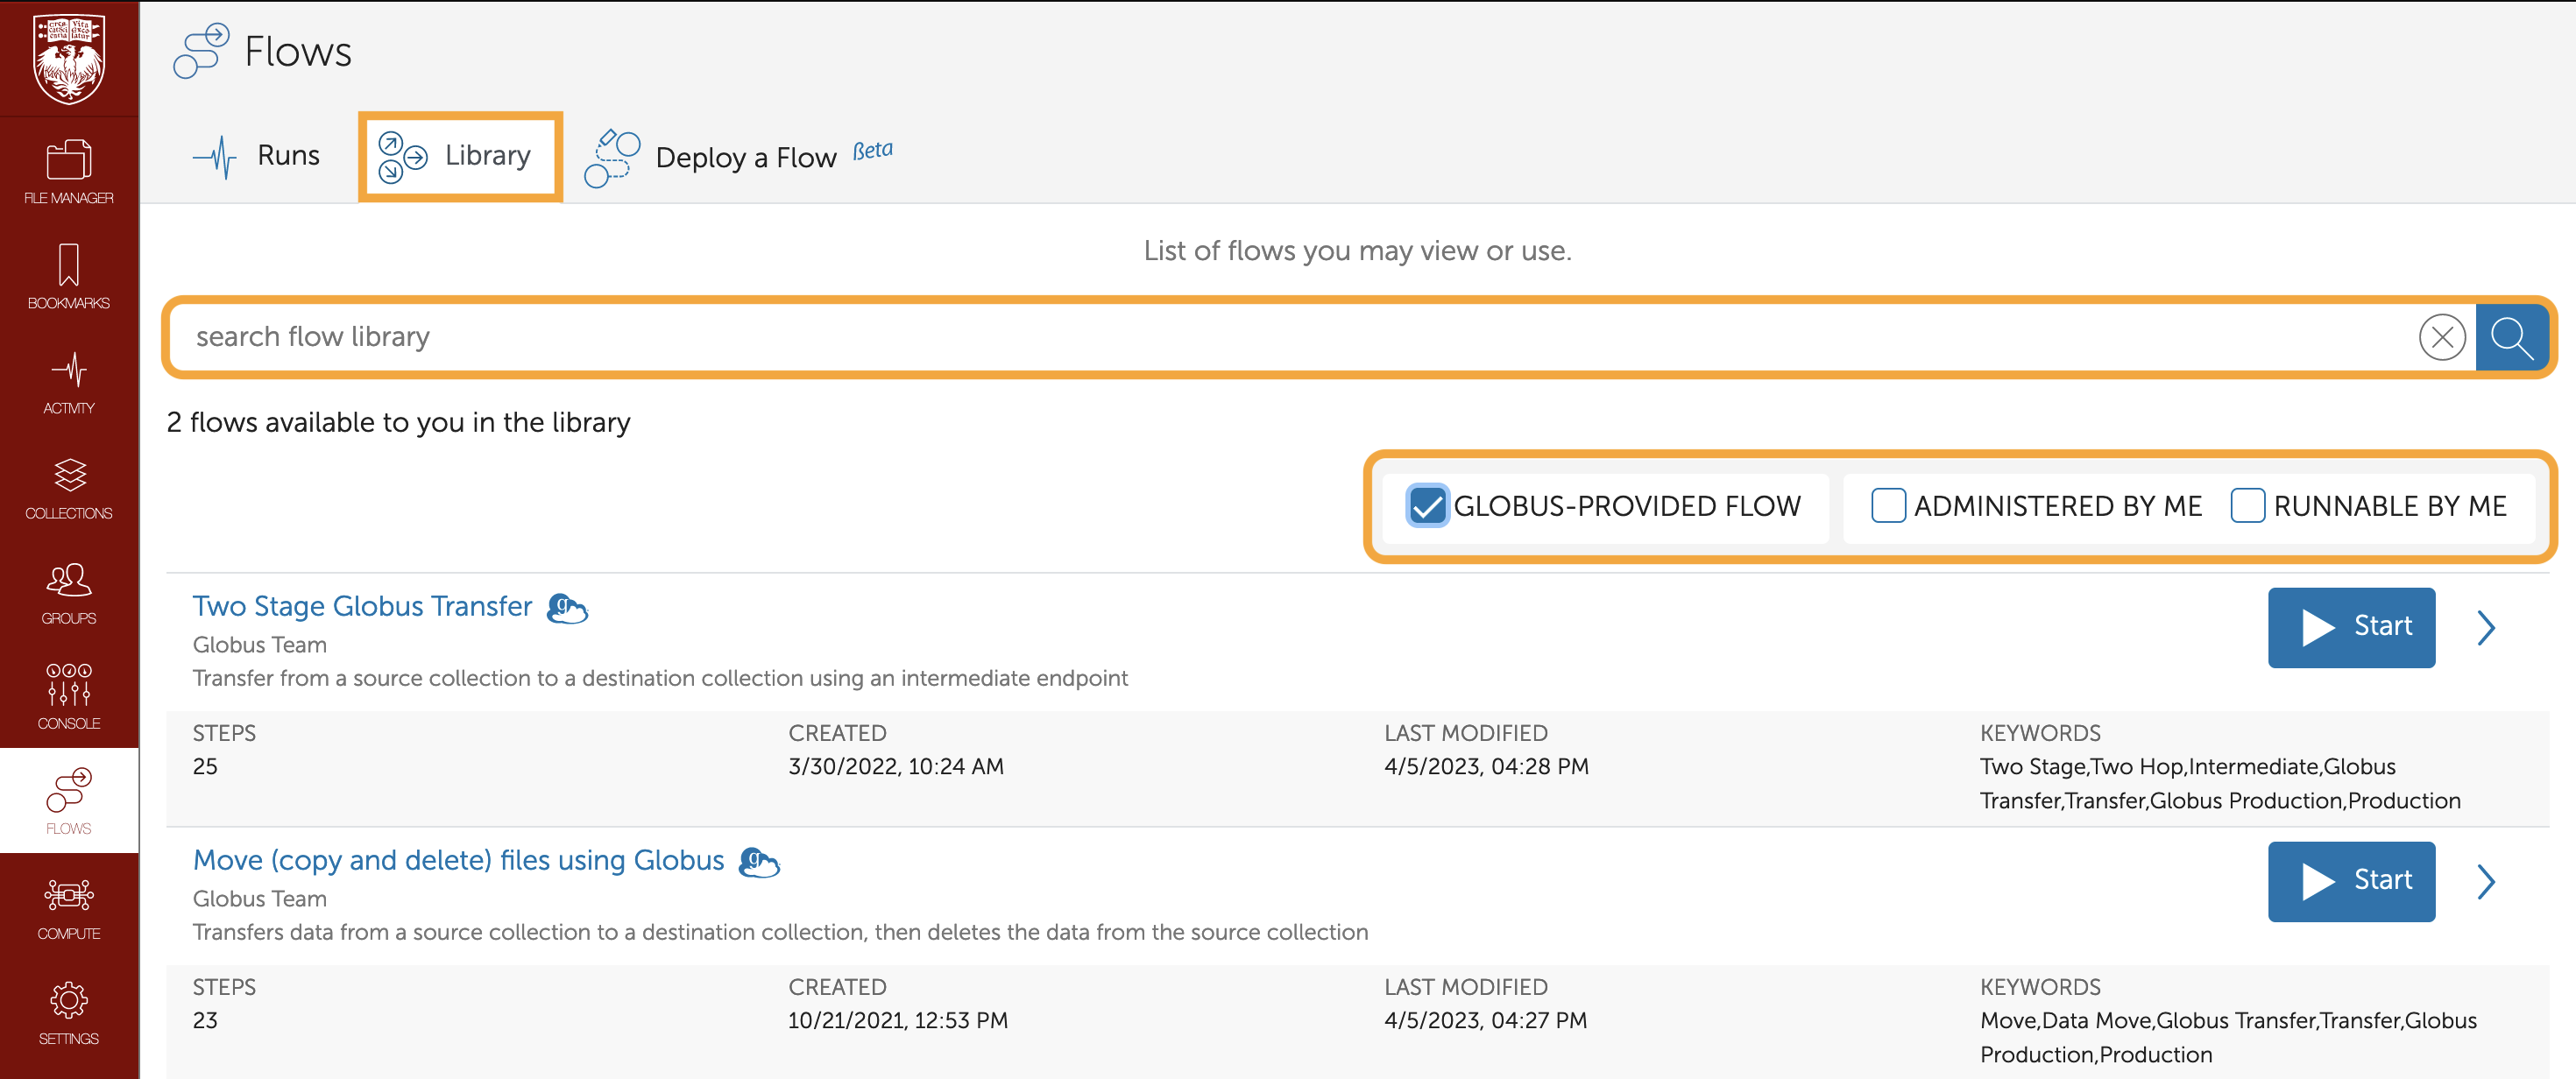 Crescat scientia
vita excolatur
FILE MANAGER
BOOKMARKS
ACTIVITY
COLLECTIONS
GROUPS
CONSOLE
FLOWS
COMPUTE
SETTINGS
Flows
Runs
Library
Deploy a Flow ßeta
List of flows you may view or use.
search flow library
2 flows available to you in the library
GLOBUS-PROVIDED FLOW
ADMINISTERED BY ME
RUNNABLE BY ME
Two Stage Globus Transfer
g
Start
Globus Team
Transfer from a source collection to a destination collection using an intermediate endpoint
STEPS
25
CREATED
3/30/2022, 10:24 AM
LAST MODIFIED
4/5/2023, 04:28 PM
KEYWORDS
Two Stage,Two Hop,Intermediate,Globus
Transfer,Transfer,Globus Production,Production
Move (copy and delete) files using Globus
g
Start
Globus Team
Transfers data from a source collection to a destination collection, then deletes the data from the source collection
STEPS
23
CREATED
10/21/2021, 12:53 PM
LAST MODIFIED
4/5/2023, 04:27 PM
KEYWORDS
Move,Data Move,Globus Transfer,Transfer,Globus
Production,Production